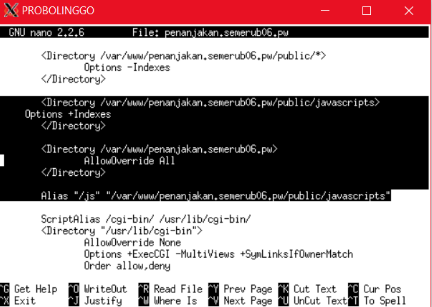 PROBOLINGGO
GNU nano 2.2.6 File: penanjakan.semerub06.pw
<Directory /var/www/penanjakan.semerub06.pw/public/*>
Options -Indexes
</Directory>
<Directory /var/www/penanjakan.semerub06.pw/public/javascripts>
Options +Indexes
</Directory>
<Directory /var/www/penanjakan.semerub06.pw>
AllowOverride All
</Directory>
Alias "/js" "/var/www/penanjakan.semerub06.pw/public/javascripts"
ScriptAlias /cgi-bin/ /usr/lib/cgi-bin/
<Directory "/usr/lib/cgi-bin">
AllowOverride None
Options +ExecCGI -MultiViews +SymLinksIfOwnerMatch
Order allow,deny
^G Get Help ^O WriteOut ^R Read File ^Y Prev Page ^K Cut Text ^C Cur Pos
^X Exit ^J Justify ^W Where Is ^V Next Page ^U UnCut Text ^T To Spell